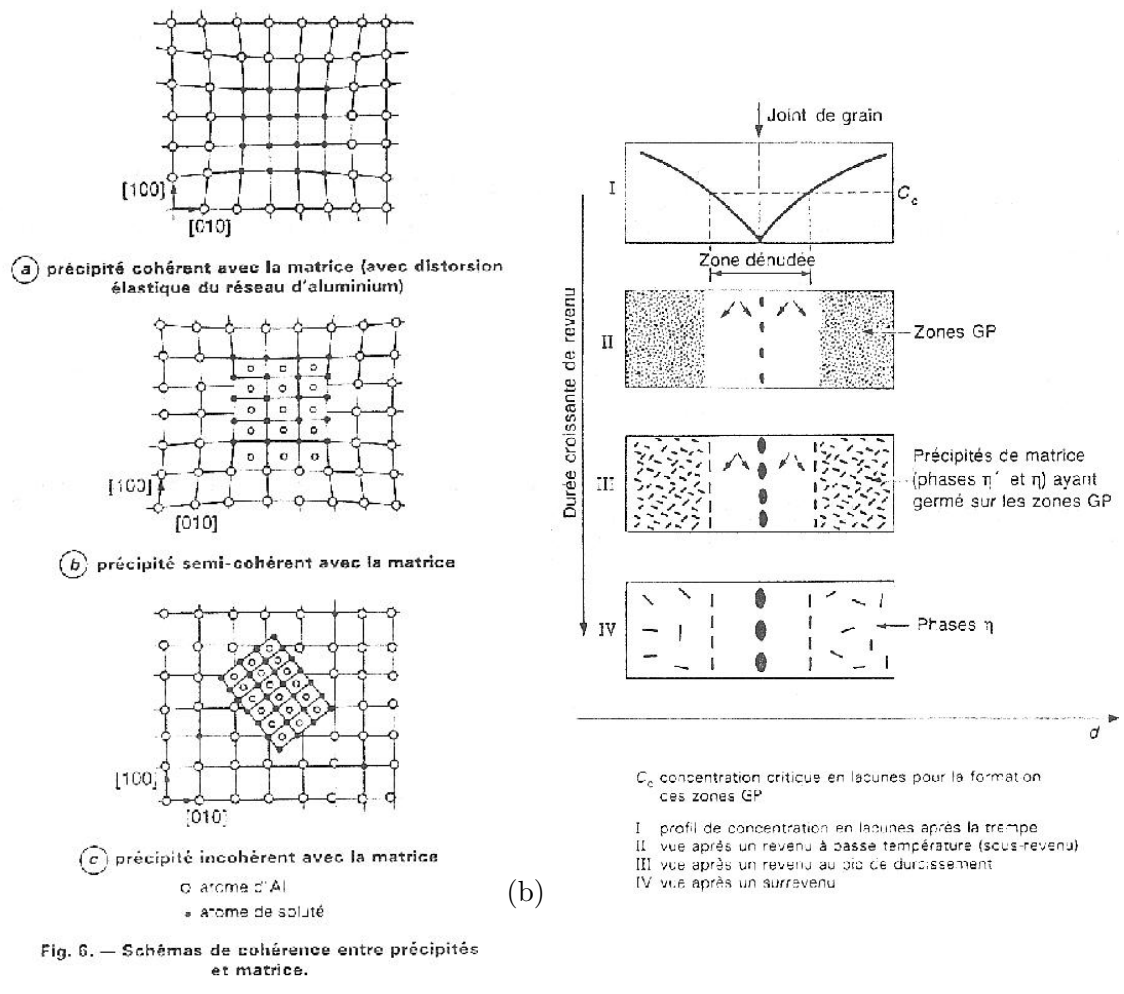 [100]
[010]
a précipité cohérent avec la matrice (avec distorsion
élastique du réseau d'aluminium)
[100]
[010]
b précipité semi-cohérent avec la matrice
[100]
[010]
c précipité incohérent avec la matrice
atome d'Al
atome de soluté
Fig. 6. — Schémas de cohérence entre précipités
et matrice.
(b)
Joint de grain
I
Cc
Zone dénudée
Durée croissante de revenu
II
Zones GP
III
Précipités de matrice
(phases η′ et η) ayant
germé sur les zones GP
IV
Phases η
d
Cc concentration critique en lacunes pour la formation
des zones GP
I profil de concentration en lacunes après la trempe
II vue après un revenu à basse température (sous-revenu)
III vue après un revenu au pic de durcissement
IV vue après un surrevenu